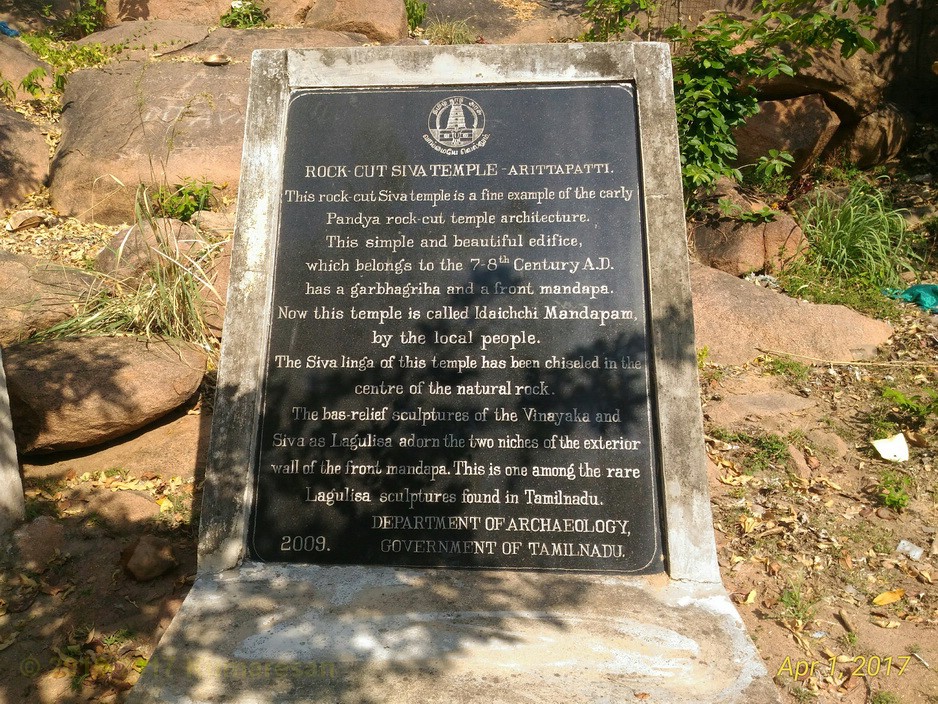 ROCK-CUT SIVA TEMPLE - ARITTAPATTI.
This rock-cut Siva temple is a fine example of the early
Pandya rock-cut temple architecture.
This simple and beautiful edifice,
which belongs to the 7-8th Century A.D.
has a garbhagriha and a front mandapa.
Now this temple is called Idaichchi Mandapam,
by the local people.
The Siva linga of this temple has been chiseled in the
centre of the natural rock.
The bas-relief sculptures of the Vinayaka and
Siva as Lagulisa adorn the two niches of the exterior
wall of the front mandapa. This is one among the rare
Lagulisa sculptures found in Tamilnadu.
DEPARTMENT OF ARCHAEOLOGY,
2009. GOVERNMENT OF TAMILNADU.
Apr 1, 2017